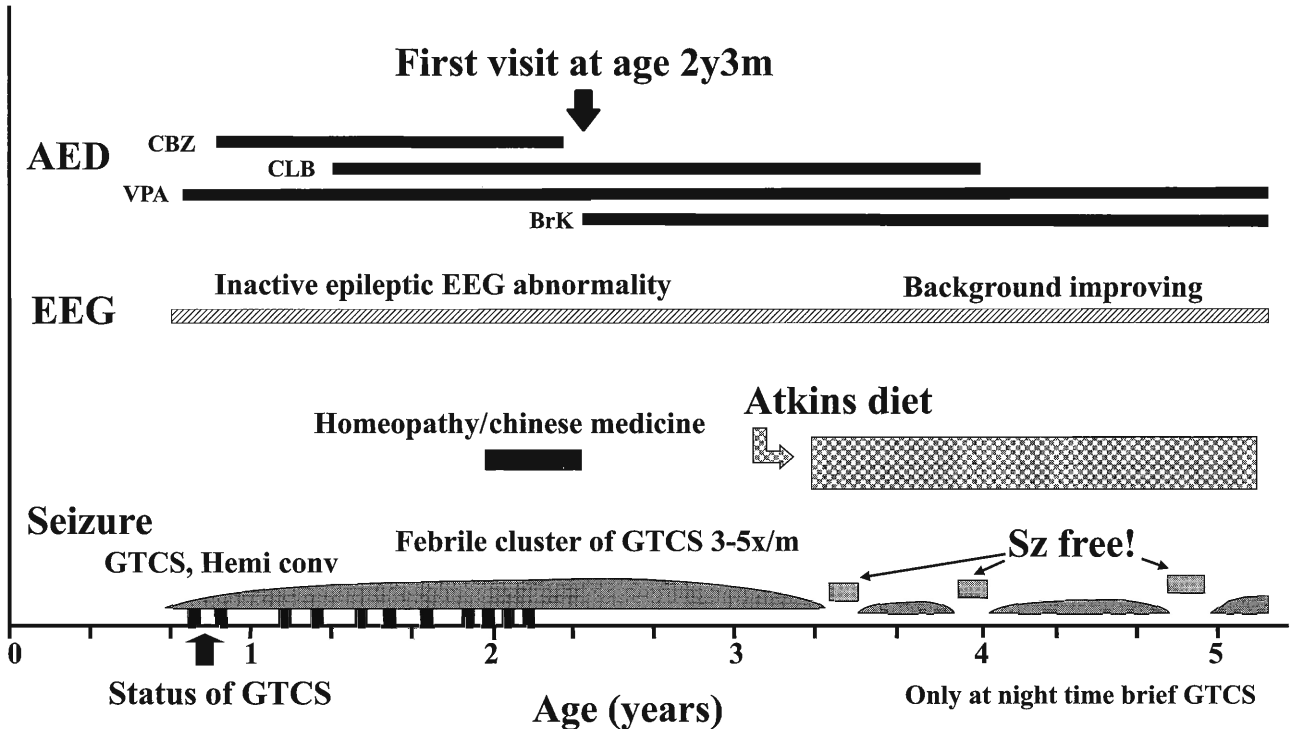 First visit at age 2y3m
AED
CBZ
CLB
VPA
BrK
EEG
Inactive epileptic EEG abnormality
Background improving
Atkins diet
Homeopathy/chinese medicine
Seizure
GTCS, Hemi conv
Febrile cluster of GTCS 3-5x/m
Sz free!
0 1 2 3 4 5
Status of GTCS
Age (years)
Only at night time brief GTCS